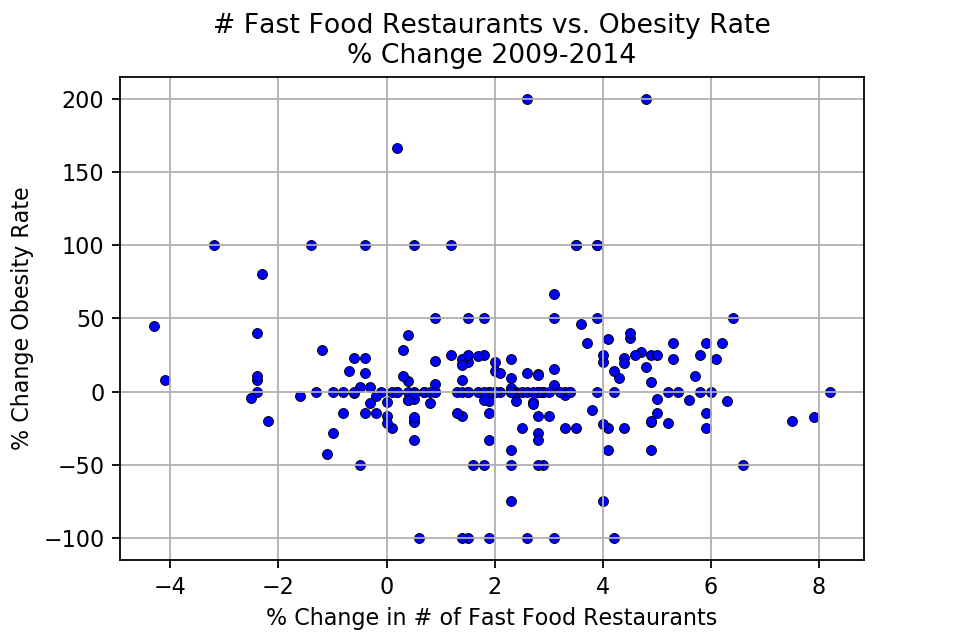 # Fast Food Restaurants vs. Obesity Rate
% Change 2009-2014
% Change Obesity Rate
200
150
100
50
0
−50
−100
−4 −2 0 2 4 6 8
% Change in # of Fast Food Restaurants